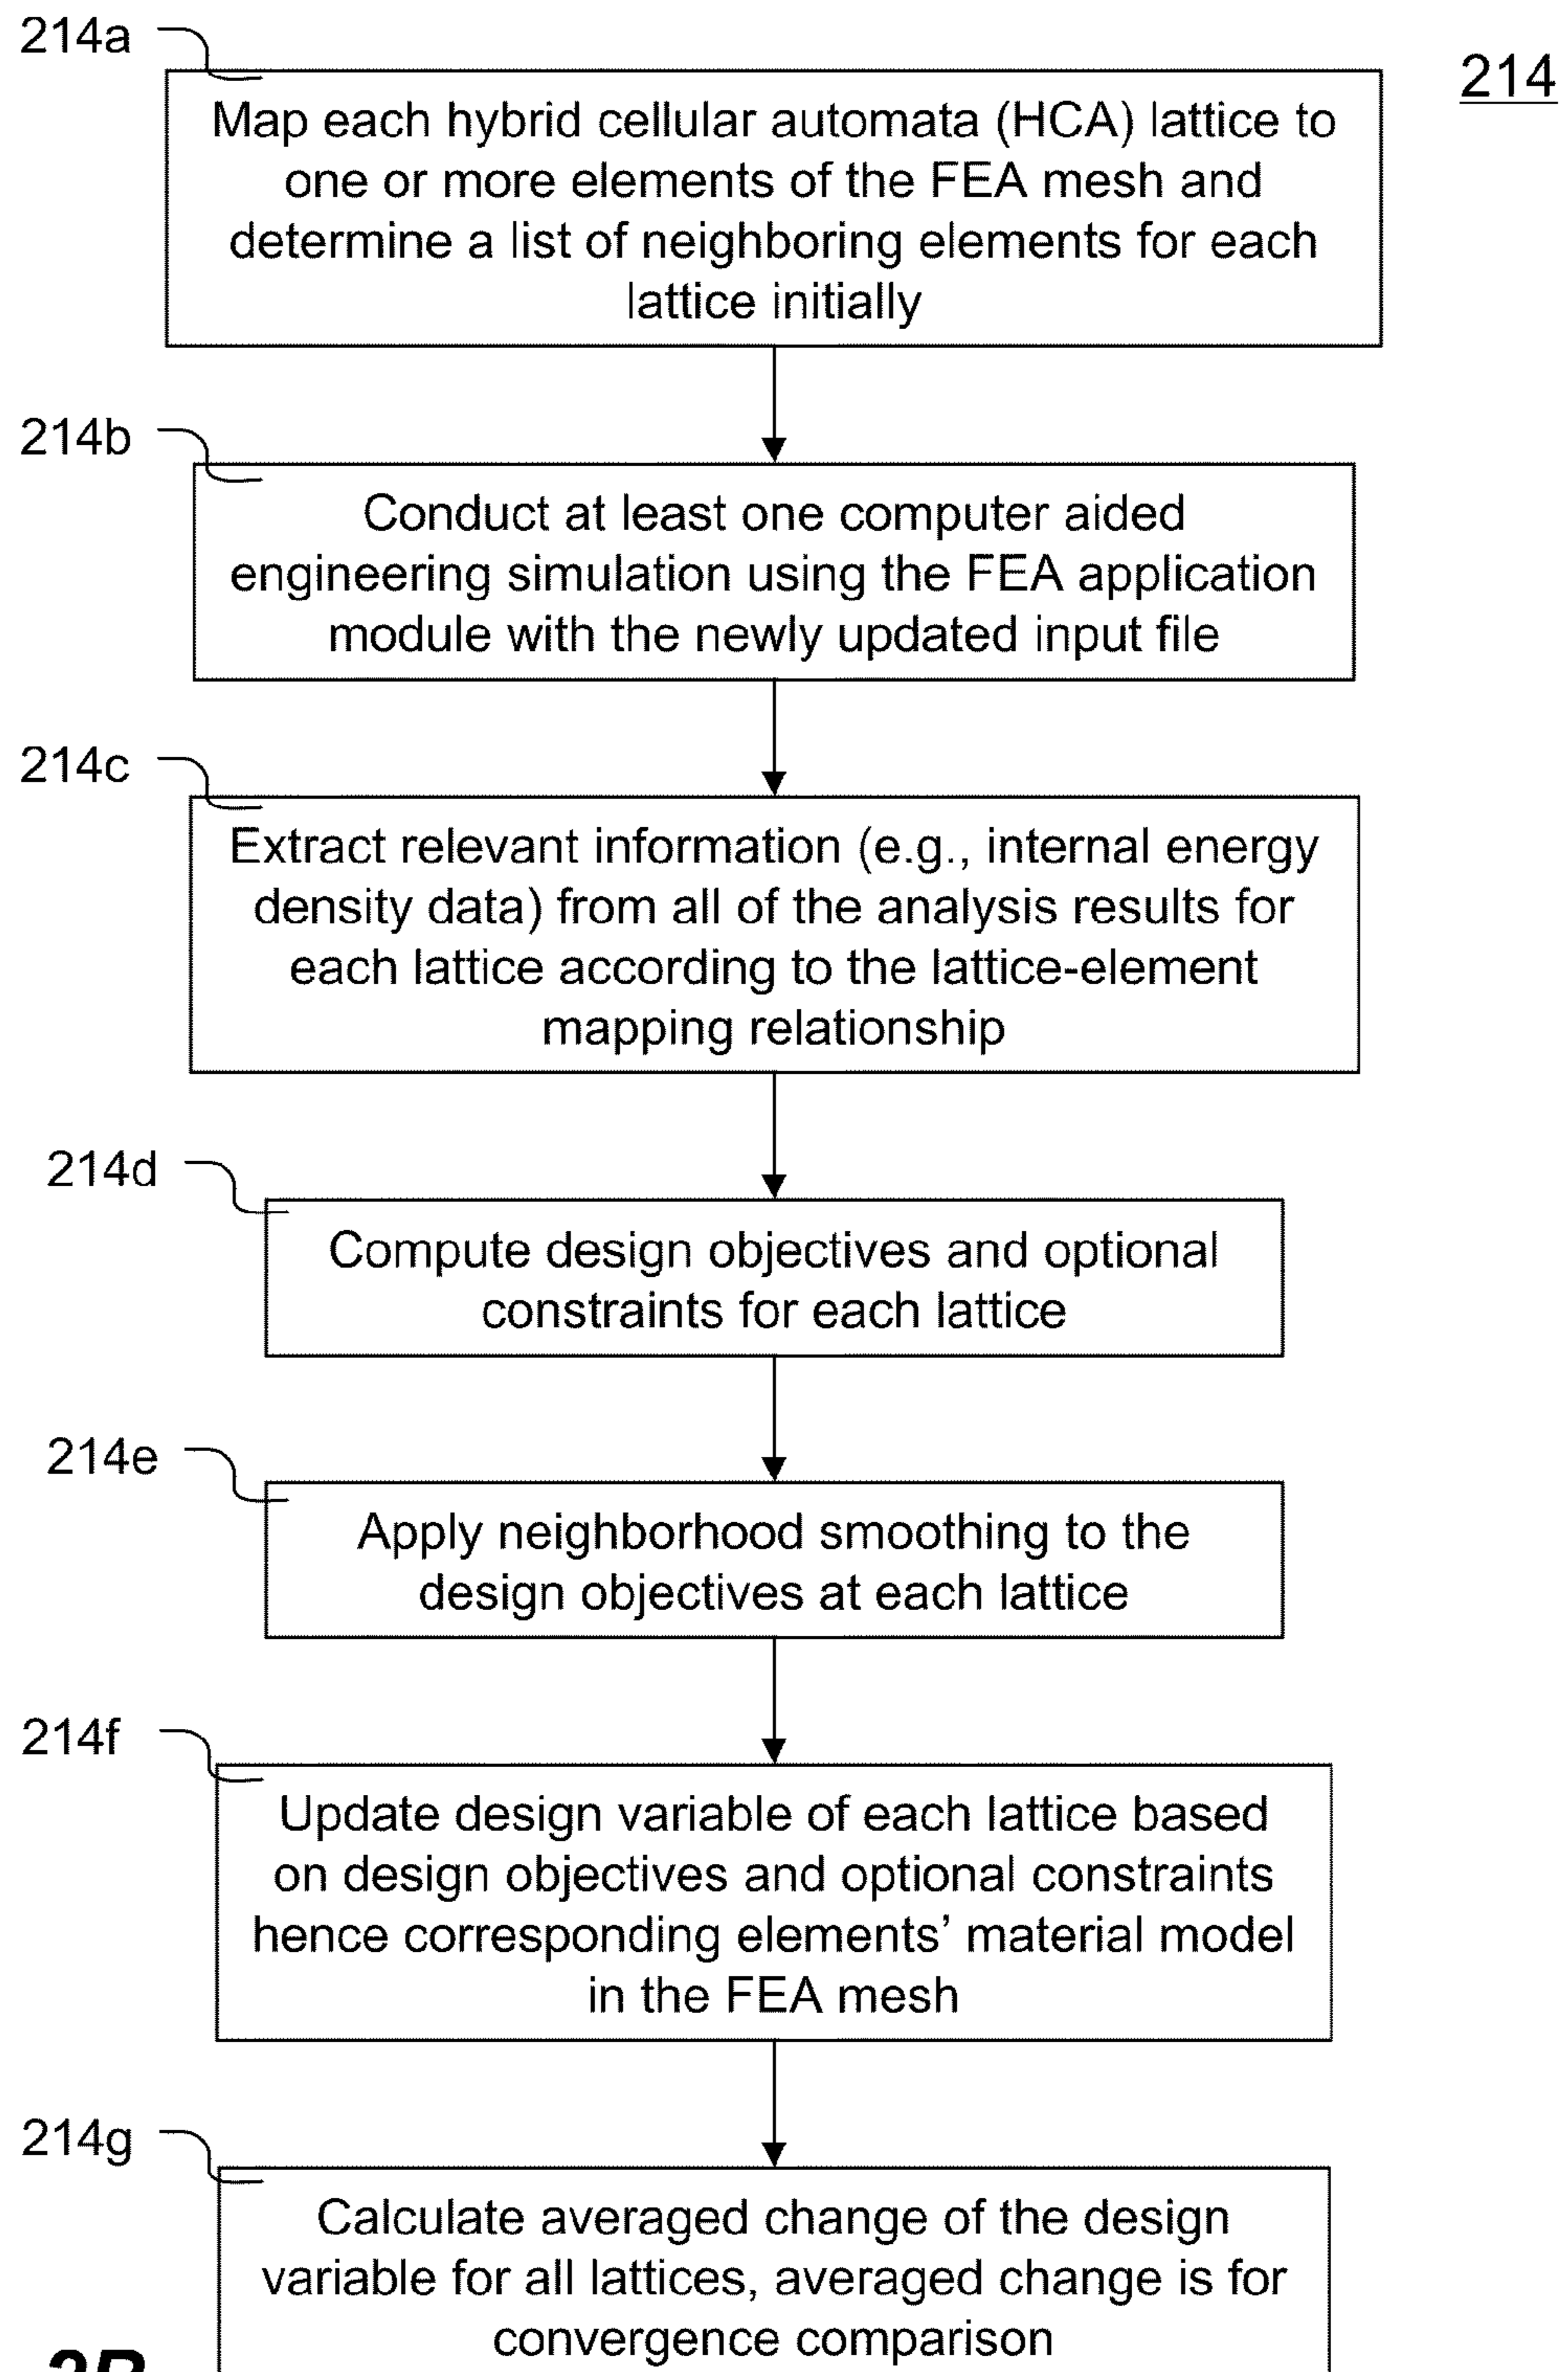 214a
214
Map each hybrid cellular automata (HCA) lattice to
one or more elements of the FEA mesh and
determine a list of neighboring elements for each
lattice initially
214b
Conduct at least one computer aided
engineering simulation using the FEA application
module with the newly updated input file
214c
Extract relevant information (e.g., internal energy
density data) from all of the analysis results for
each lattice according to the lattice-element
mapping relationship
214d
Compute design objectives and optional
constraints for each lattice
214e
Apply neighborhood smoothing to the
design objectives at each lattice
214f
Update design variable of each lattice based
on design objectives and optional constraints
hence corresponding elements’ material model
in the FEA mesh
214g
Calculate averaged change of the design
variable for all lattices, averaged change is for
convergence comparison